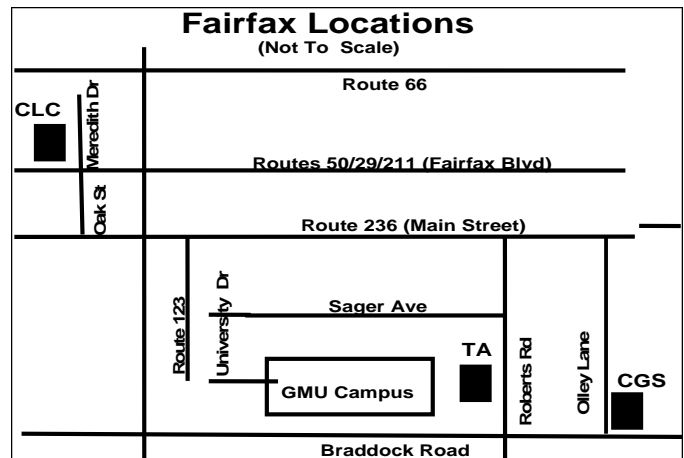 Fairfax Locations
(Not To Scale)
Route 66
CLC
Meredith Dr
Routes 50/29/211 (Fairfax Blvd)
Oak St
Route 236 (Main Street)
Route 123
University Dr
Sager Ave
TA
Roberts Rd
Olley Lane
CGS
GMU Campus
Braddock Road